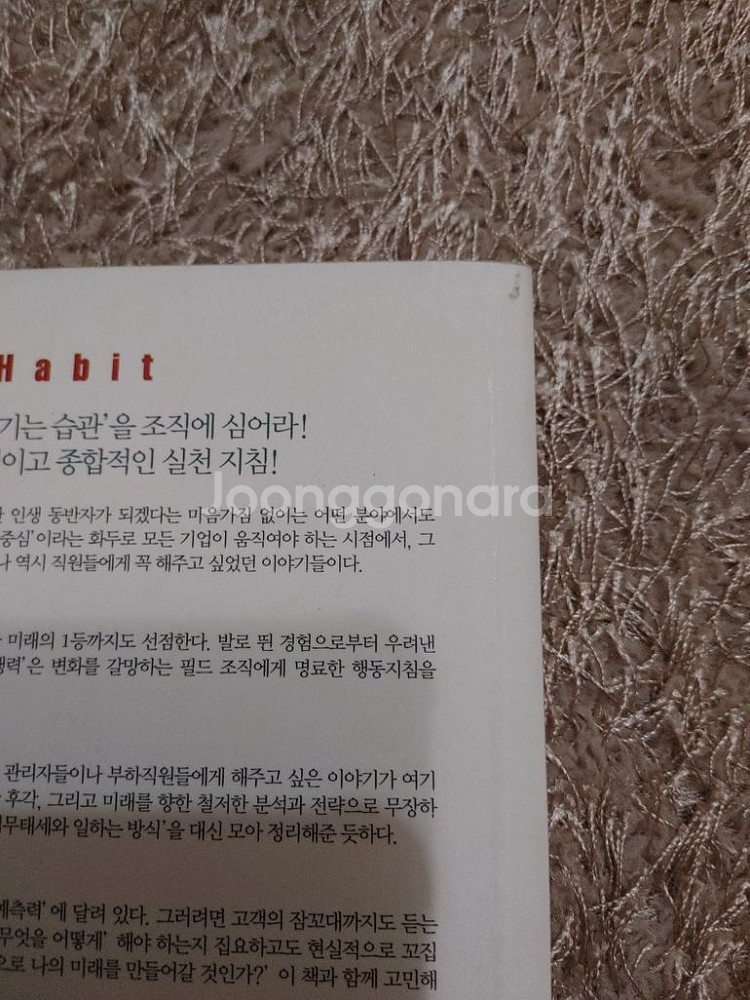 Habit
기는 습관'을 조직에 심어라!
이고 종합적인 실천 지침!
인생 동반자가 되겠다는 마음가짐 없이는 어떤 분야에서도
Joonggonara
중심'이라는 화두로 모든 기업이 움직여야 하는 시점에서, 그
나 역시 직원들에게 꼭 해주고 싶었던 이야기들이다.
미래의 1등까지도 선점한다. 발로 뛴 경험으로부터 우려낸
행력'은 변화를 갈망하는 필드 조직에게 명료한 행동지침을
관리자들이나 부하직원들에게 해주고 싶은 이야기가 여기
후각, 그리고 미래를 향한 철저한 분석과 전략으로 무장하
업무태세와 일하는 방식'을 대신 모아 정리해준 듯하다.
예측력'에 달려 있다. 그러려면 고객의 잠꼬대까지도 듣는
무엇을 어떻게' 해야 하는지 집요하고도 현실적으로 꼬집
으로 나의 미래를 만들어갈 것인가?' 이 책과 함께 고민해